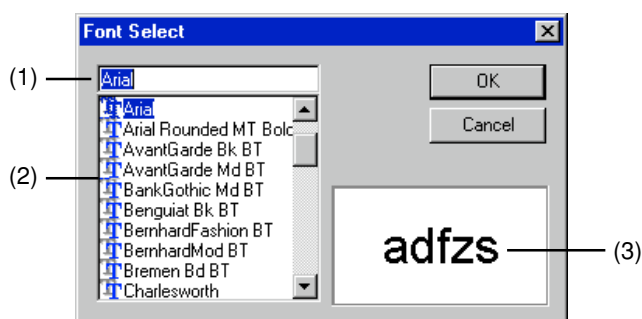 Font Select
(1)
Arial
OK
Arial
Arial Rounded MT Bold
Cancel
AvantGarde Bk BT
AvantGarde Md BT
(2)
BankGothic Md BT
Benguiat Bk BT
BernhardFashion BT
BernhardMod BT
Bremen Bd BT
Charlesworth
adfzs
(3)